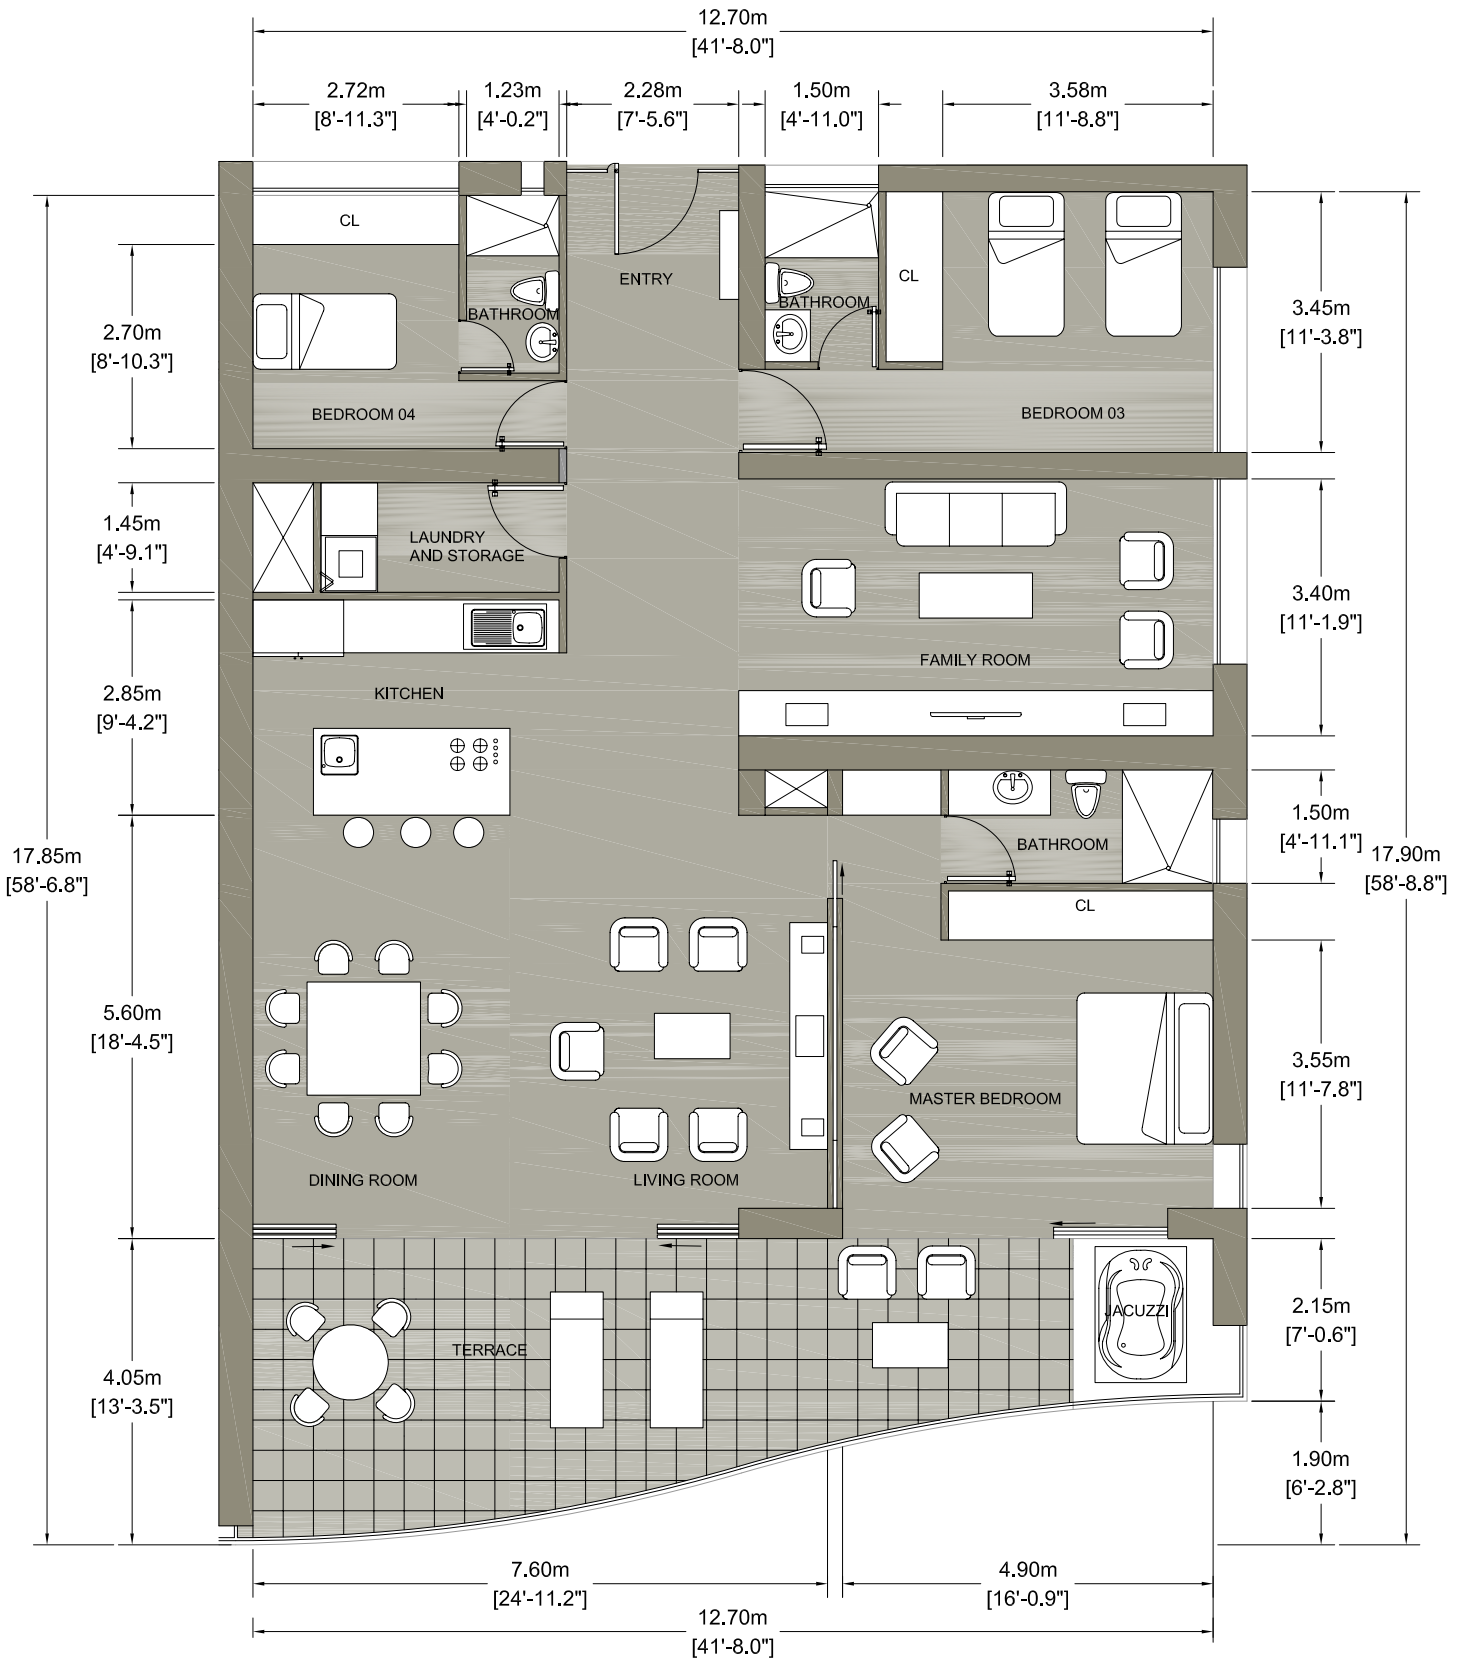 12.70m
[41'-8.0"]
2.72m
[8'-11.3"]
1.23m
[4'-0.2"]
2.28m
[7'-5.6"]
1.50m
[4'-11.0"]
3.58m
[11'-8.8"]
CL
ENTRY
CL
BATHROOM
BATHROOM
2.70m
[8'-10.3"]
3.45m
[11'-3.8"]
BEDROOM 04
BEDROOM 03
1.45m
[4'-9.1"]
LAUNDRY
AND STORAGE
3.40m
[11'-1.9"]
FAMILY ROOM
2.85m
[9'-4.2"]
KITCHEN
1.50m
[4'-11.1"]
BATHROOM
17.85m
[58'-6.8"]
17.90m
[58'-8.8"]
CL
5.60m
[18'-4.5"]
3.55m
[11'-7.8"]
MASTER BEDROOM
DINING ROOM
LIVING ROOM
2.15m
[7'-0.6"]
JACUZZI
TERRACE
4.05m
[13'-3.5"]
1.90m
[6'-2.8"]
7.60m
[24'-11.2"]
4.90m
[16'-0.9"]
12.70m
[41'-8.0"]